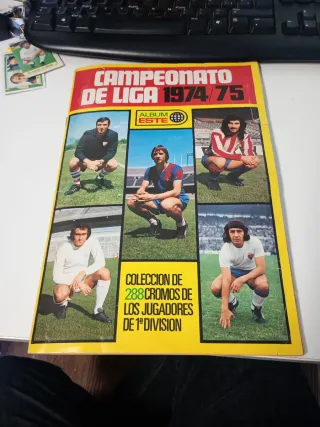 CAMPEONATO
DE LIGA 1974/75
ALBUM
ESTE
COLECCION DE
288 CROMOS DE
LOS JUGADORES
DE 1ª DIVISION